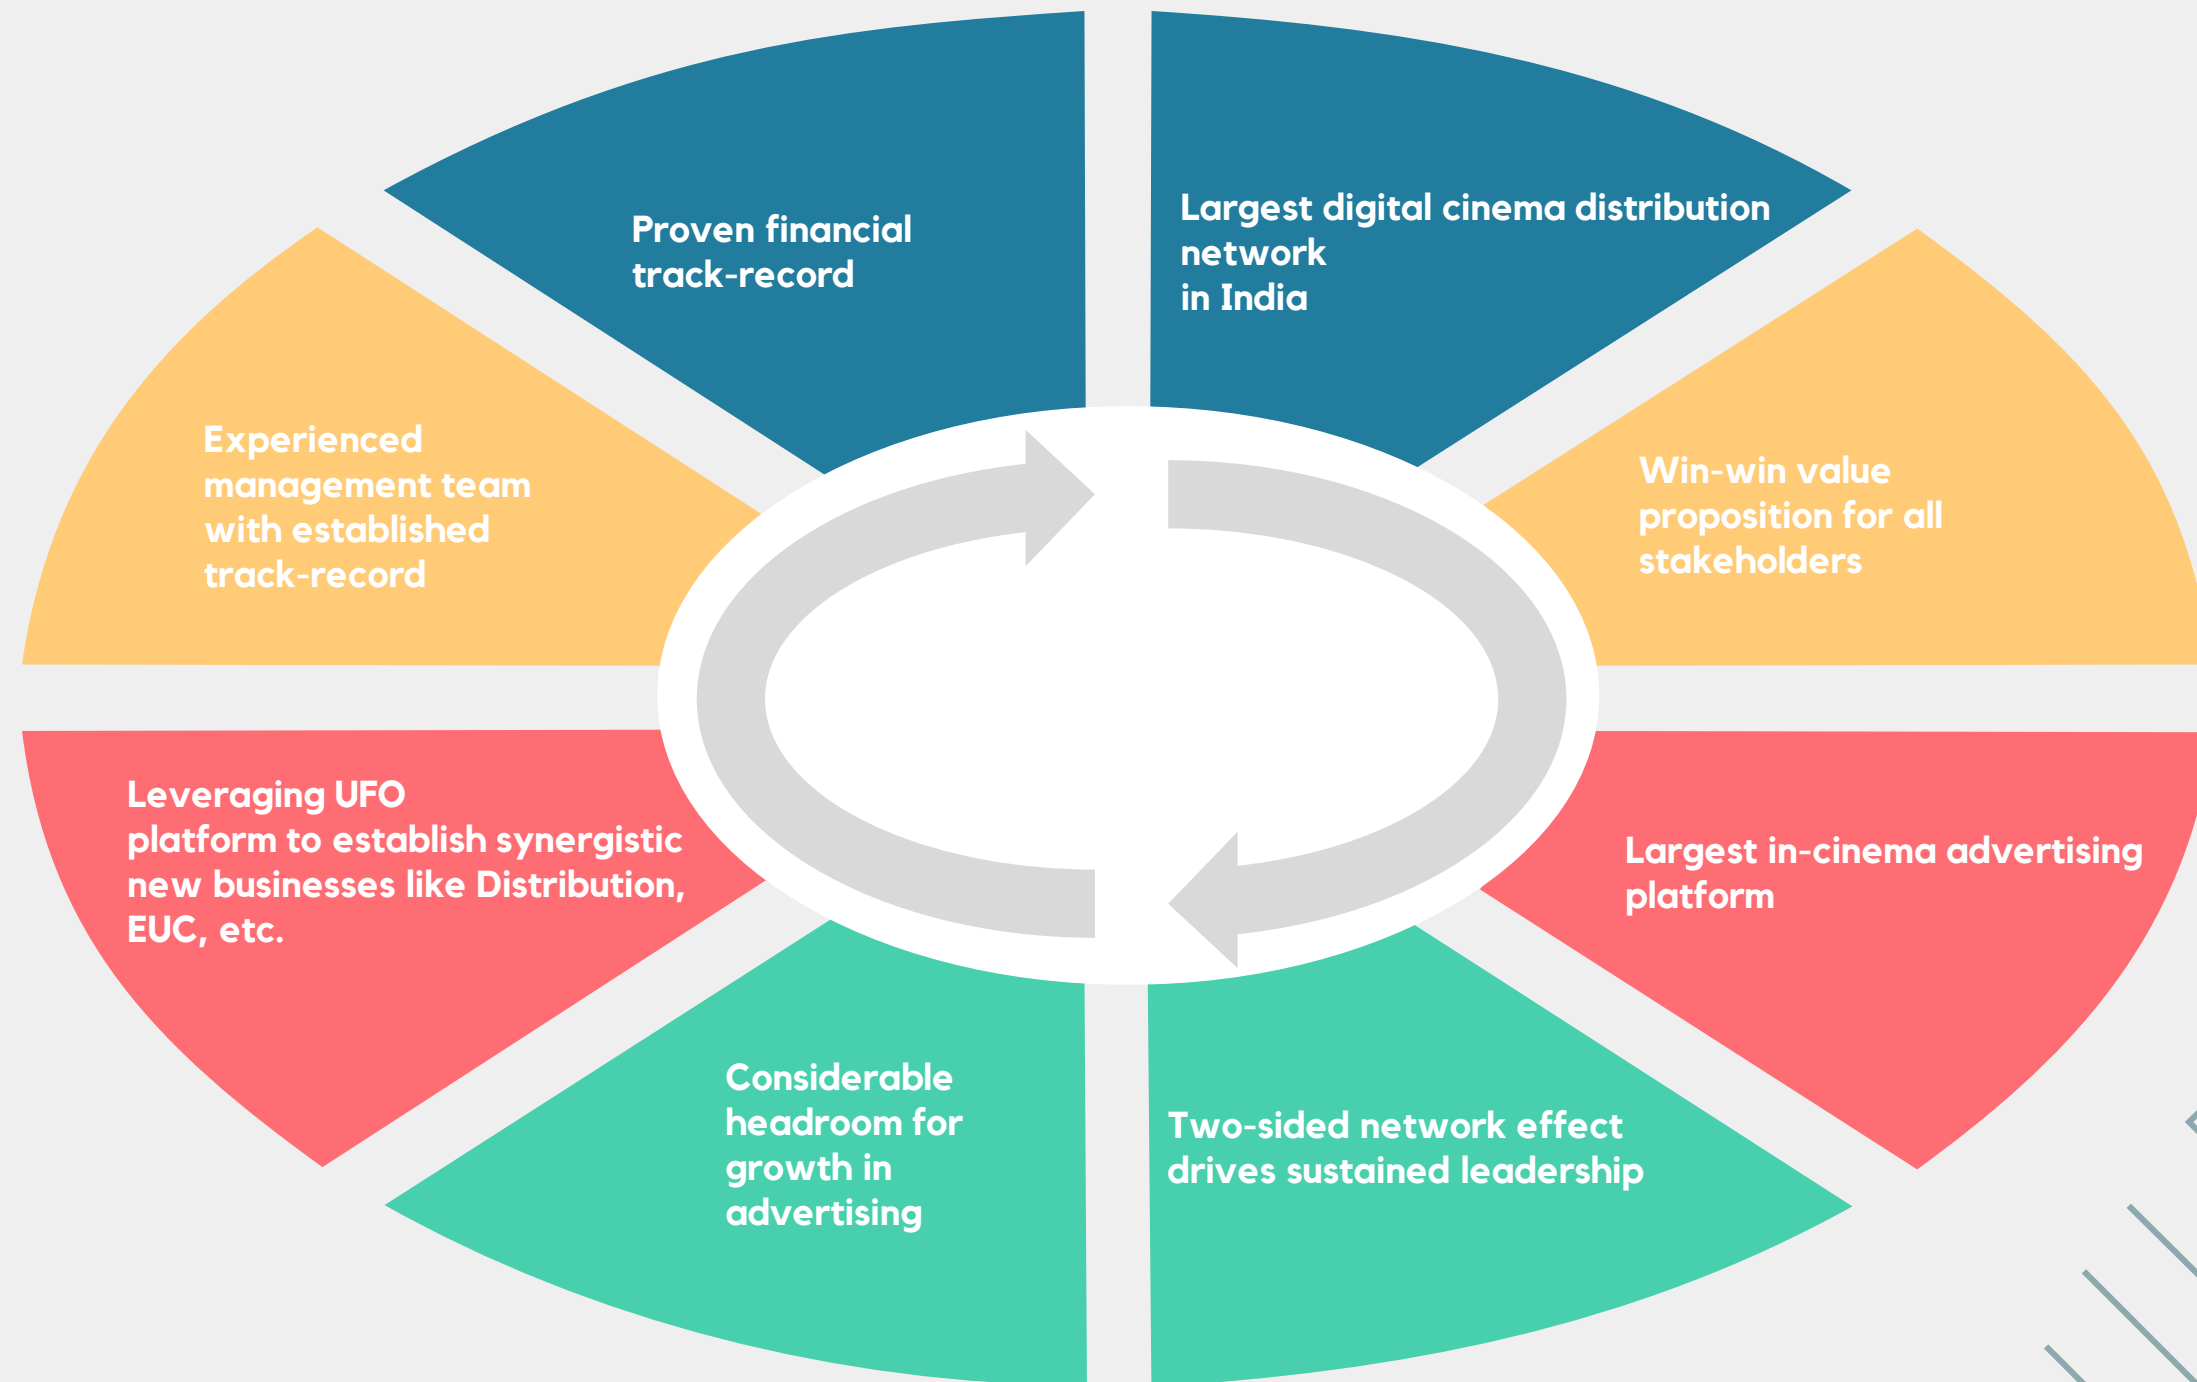 Proven financial
track-record
Largest digital cinema distribution
network
in India
Experienced
management team
with established
track-record
Win-win value
proposition for all
stakeholders
Leveraging UFO
platform to establish synergistic
new businesses like Distribution,
EUC, etc.
Largest in-cinema advertising
platform
Considerable
headroom for
growth in
advertising
Two-sided network effect
drives sustained leadership